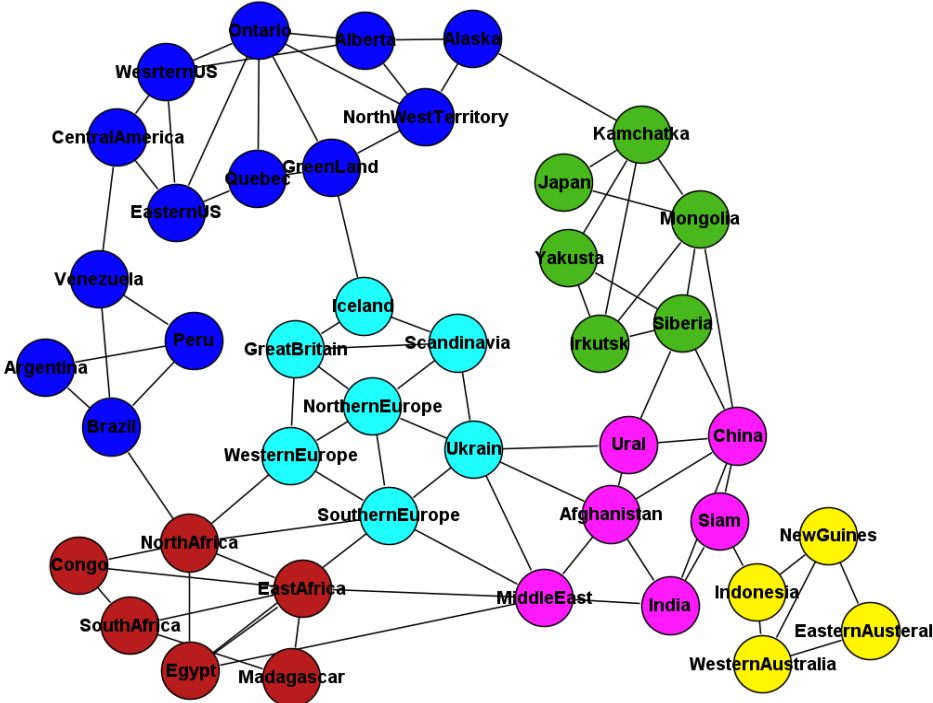 Ontario
Alberta
Alaska
WesrternUS
NorthWestTerritory
Kamchatka
CentralAmerica
GreenLand
Quebec
Japan
EasternUS
Mongolia
Yakusta
Venezuela
Iceland
Siberia
Peru
GreatBritain
Scandinavia
Irkutsk
Argentina
NorthernEurope
Brazil
China
Ural
Ukrain
WesternEurope
SouthernEurope
Afghanistan
Siam
NewGuines
NorthAfrica
Congo
EastAfrica
Indonesia
MiddleEast
India
SouthAfrica
EasternAusteral
WesternAustralia
Egypt
Madagascar